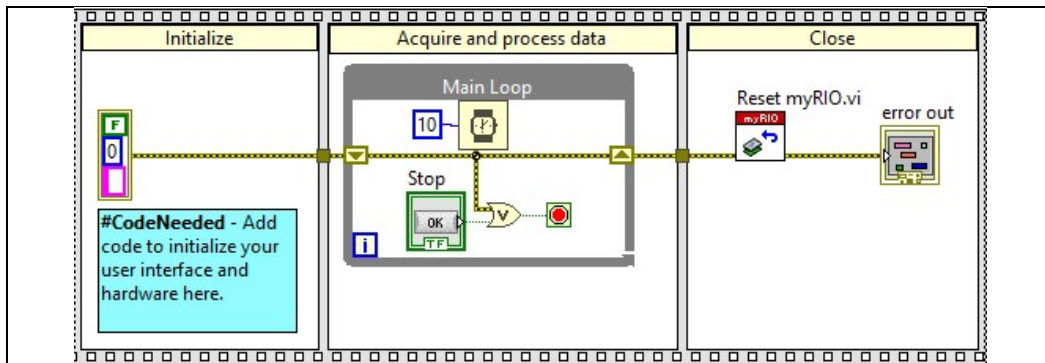 Initialize
Acquire and process data
Close
Main Loop
10
Reset myRIO.vi
myRIO
error out
F
0
Stop
OK
TF
V
i
#CodeNeeded - Add
code to initialize your
user interface and
hardware here.